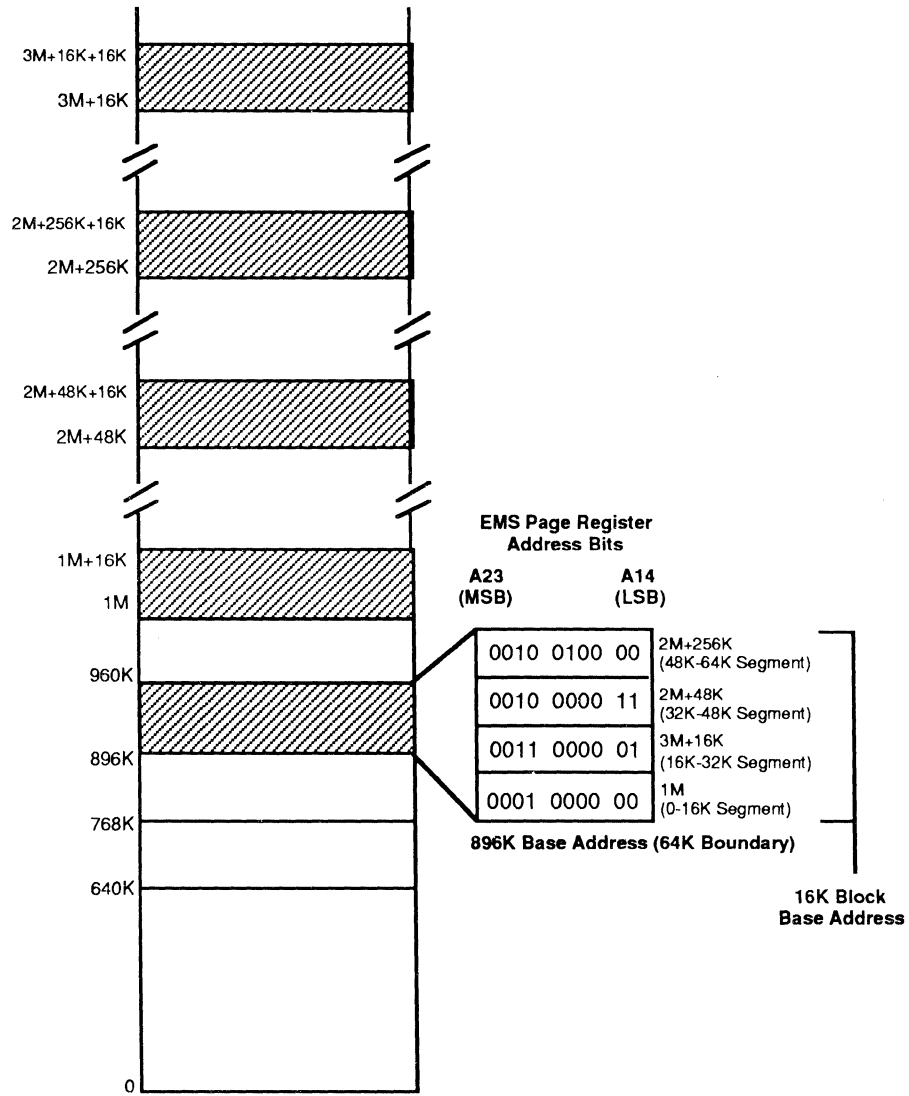 3M+16K+16K
3M+16K
2M+256K+16K
2M+256K
2M+48K+16K
2M+48K
1M+16K
1M
960K
896K
768K
640K
0
EMS Page Register
Address Bits
A23
(MSB)
A14
(LSB)
0010 0100 00
2M+256K
(48K-64K Segment)
0010 0000 11
2M+48K
(32K-48K Segment)
0011 0000 01
3M+16K
(16K-32K Segment)
0001 0000 00
1M
(0-16K Segment)
896K Base Address (64K Boundary)
16K Block
Base Address